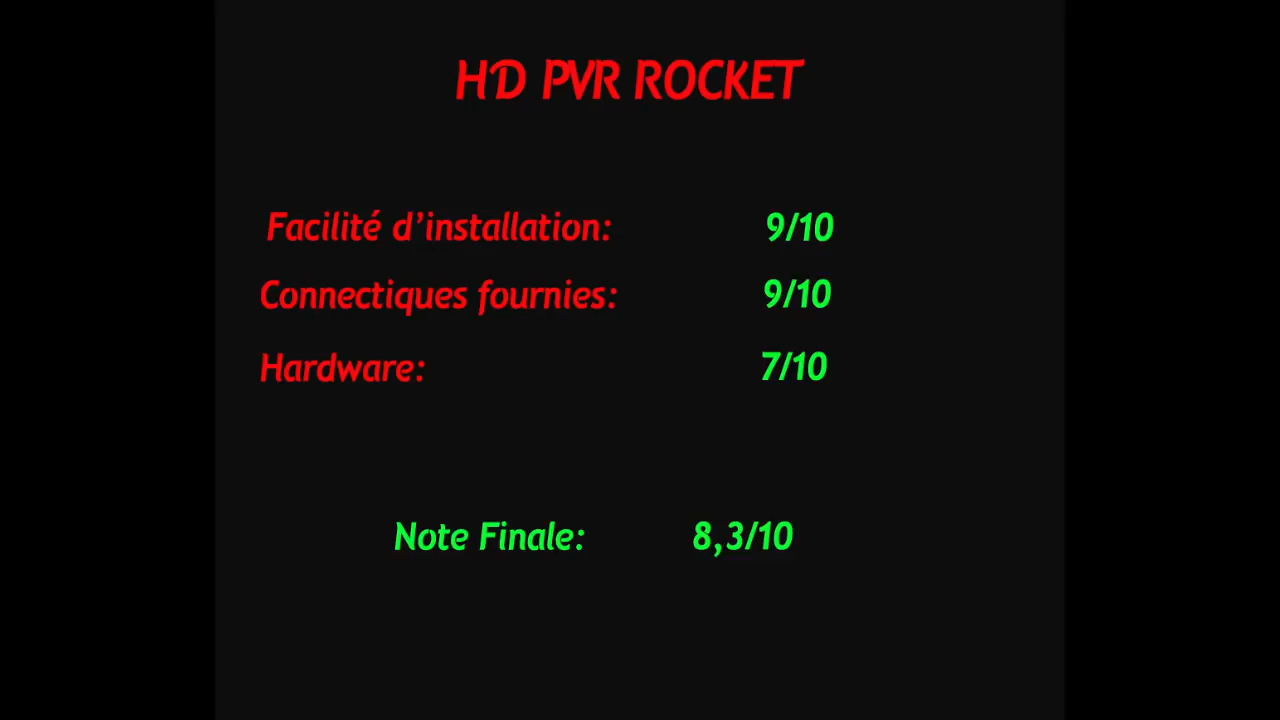 HD PVR ROCKET
Facilité d’installation: 9/10
Connectiques fournies: 9/10
Hardware: 7/10
Note Finale: 8,3/10